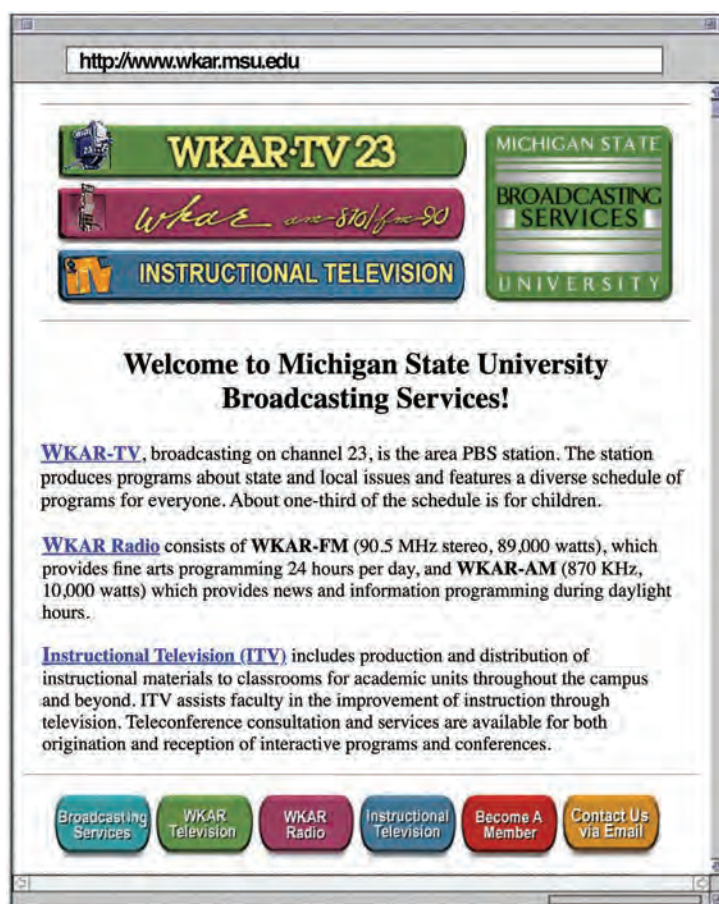 http://www.wkar.msu.edu
WKAR·TV 23
wkar am-870/fm-90
itv INSTRUCTIONAL TELEVISION
MICHIGAN STATE
BROADCASTING
SERVICES
UNIVERSITY
Welcome to Michigan State University
Broadcasting Services!
WKAR-TV, broadcasting on channel 23, is the area PBS station. The station
produces programs about state and local issues and features a diverse schedule of
programs for everyone. About one-third of the schedule is for children.
WKAR Radio consists of WKAR-FM (90.5 MHz stereo, 89,000 watts), which
provides fine arts programming 24 hours per day, and WKAR-AM (870 KHz,
10,000 watts) which provides news and information programming during daylight
hours.
Instructional Television (ITV) includes production and distribution of
instructional materials to classrooms for academic units throughout the campus
and beyond. ITV assists faculty in the improvement of instruction through
television. Teleconference consultation and services are available for both
origination and reception of interactive programs and conferences.
Broadcasting
Services
WKAR
Television
WKAR
Radio
Instructional
Television
Become A
Member
Contact Us
via Email